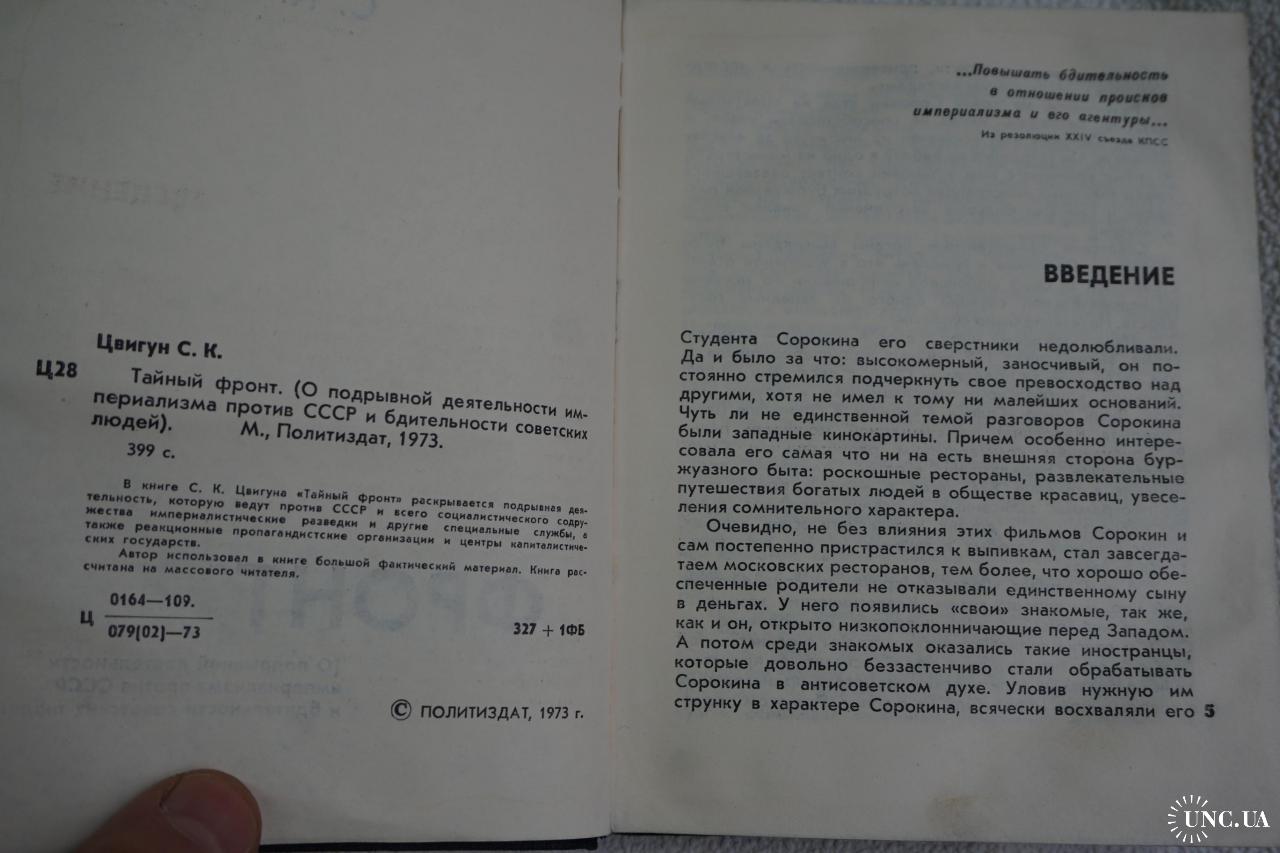 Цвигун С. К.
Ц28
Тайный фронт. (О подрывной деятельности им-
периализма против СССР и бдительности советских
людей). М., Политиздат, 1973.
399 с.
В книге С. К. Цвигуна «Тайный фронт» раскрывается подрывная дея-
тельность, которую ведут против СССР и всего социалистического содру-
жества империалистические разведки и другие специальные службы, а
также реакционные пропагандистские организации и центры капиталистиче-
ских государств.
Автор использовал в книге большой фактический материал. Книга рас-
считана на массового читателя.
Ц 0164—109.
079(02)—73
327 + 1ФБ
© ПОЛИТИЗДАТ, 1973 г.
...Повышать бдительность
в отношении происков
империализма и его агентуры...
Из резолюции XXIV съезда КПСС
ВВЕДЕНИЕ
Студента Сорокина его сверстники недолюбливали.
Да и было за что: высокомерный, заносчивый, он по-
стоянно стремился подчеркнуть свое превосходство над
другими, хотя не имел к тому ни малейших оснований.
Чуть ли не единственной темой разговоров Сорокина
были западные кинокартины. Причем особенно интере-
совала его самая что ни на есть внешняя сторона бур-
жуазного быта: роскошные рестораны, развлекательные
путешествия богатых людей в обществе красавиц, увесе-
ления сомнительного характера.
Очевидно, не без влияния этих фильмов Сорокин и
сам постепенно пристрастился к выпивкам, стал завсегда-
таем московских ресторанов, тем более, что хорошо обе-
спеченные родители не отказывали единственному сыну
в деньгах. У него появились «свои» знакомые, так же,
как и он, открыто низкопоклонничающие перед Западом.
А потом среди знакомых оказались такие иностранцы,
которые довольно беззастенчиво стали обрабатывать
Сорокина в антисоветском духе. Уловив нужную им
струнку в характере Сорокина, всячески восхваляли его 5
UNC.UA